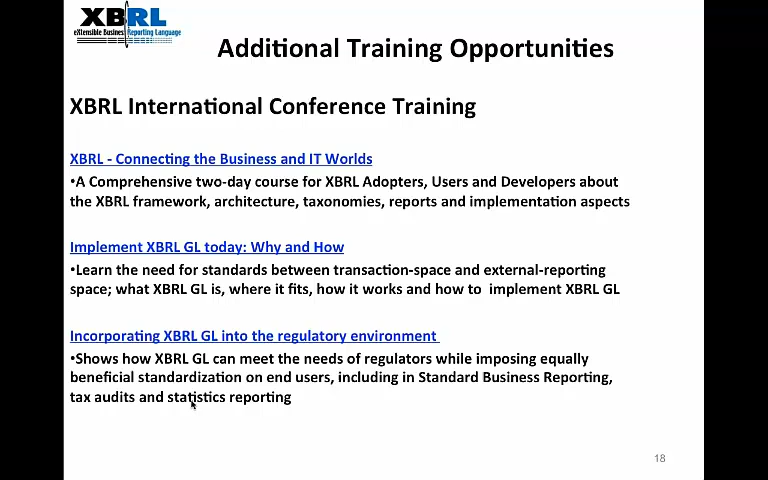 XBRL
eXtensible Business Reporting Language
Additional Training Opportunities
XBRL International Conference Training
XBRL - Connecting the Business and IT Worlds
•A Comprehensive two-day course for XBRL Adopters, Users and Developers about
the XBRL framework, architecture, taxonomies, reports and implementation aspects
Implement XBRL GL today: Why and How
•Learn the need for standards between transaction-space and external-reporting
space; what XBRL GL is, where it fits, how it works and how to implement XBRL GL
Incorporating XBRL GL into the regulatory environment
•Shows how XBRL GL can meet the needs of regulators while imposing equally
beneficial standardization on end users, including in Standard Business Reporting,
tax audits and statistics reporting
18